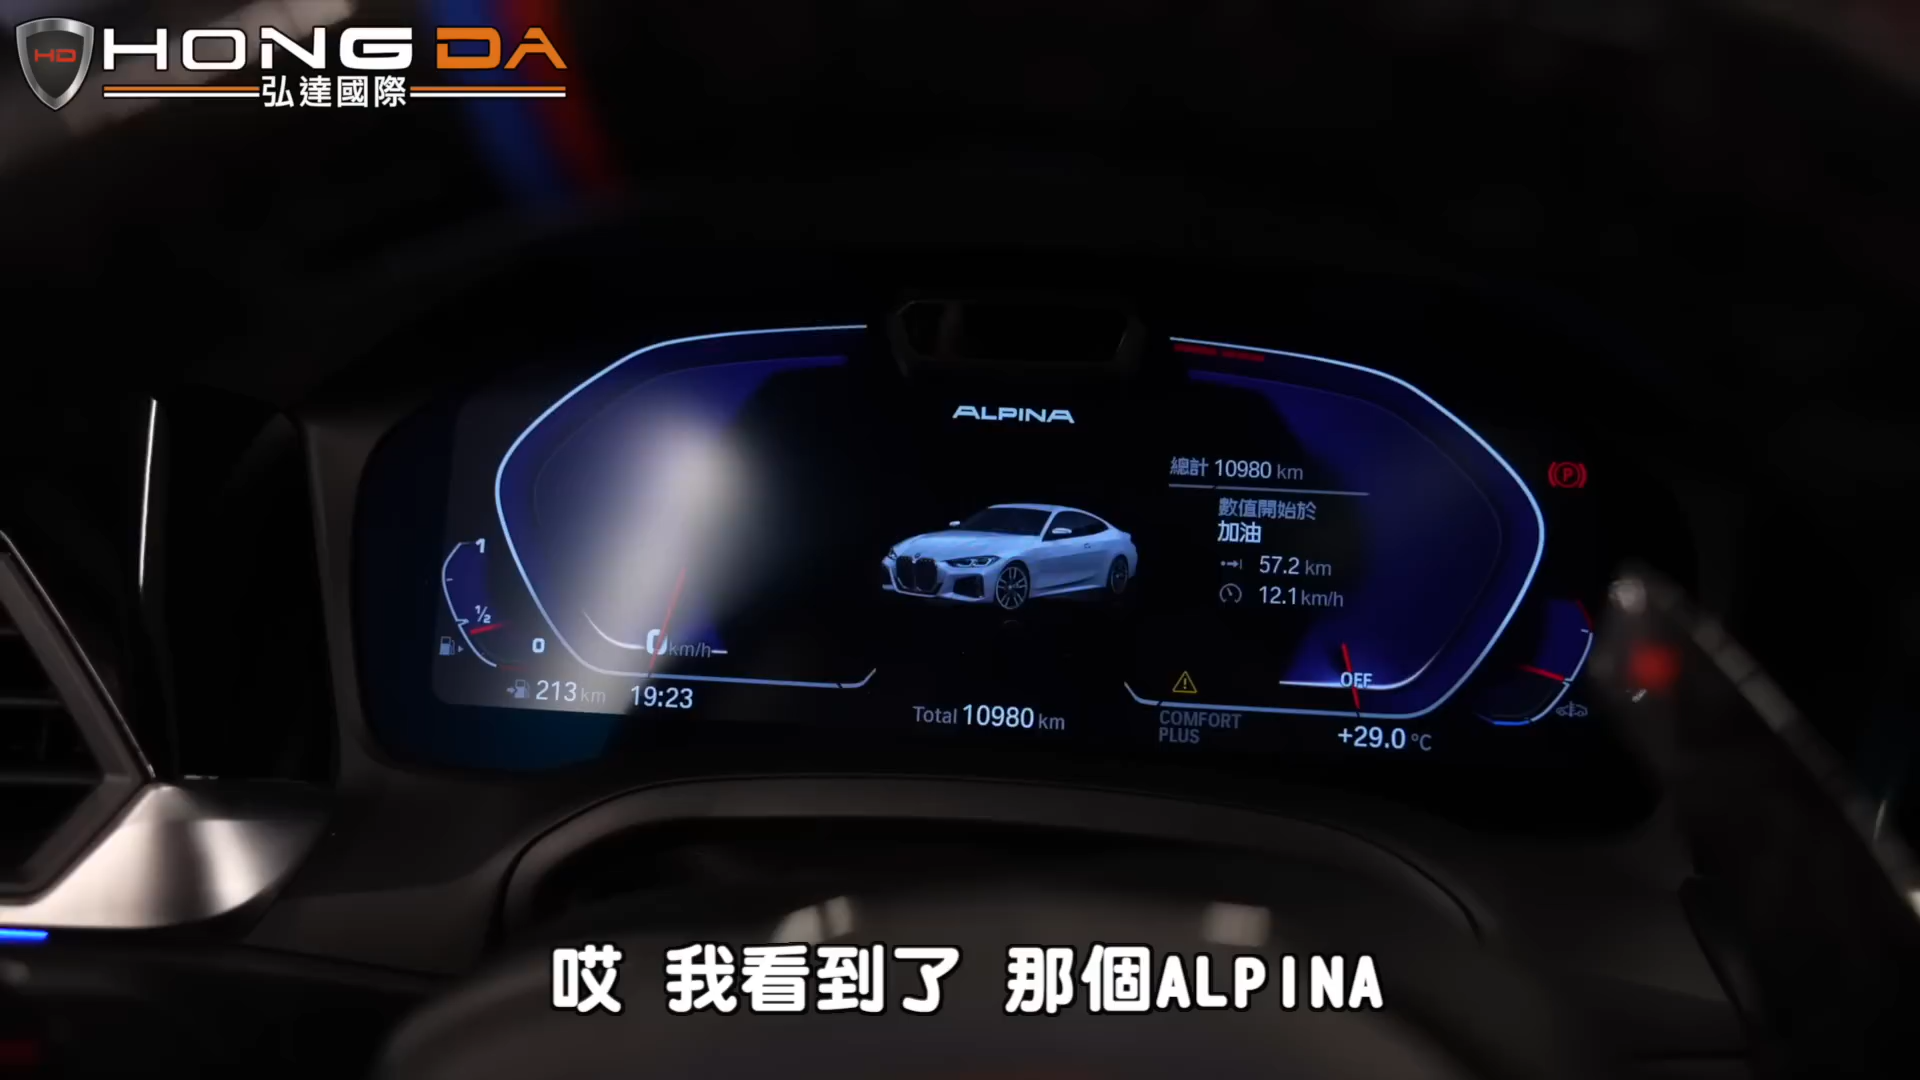 HD
HONG DA
弘達國際
ALPINA
總計 10980 km
數值開始於
加油
57.2 km
12.1 km/h
P
1
1/2
0
0 km/h
OFF
213 km
19:23
Total 10980 km
COMFORT
PLUS
+29.0 °C
哎 我看到了 那個ALPINA